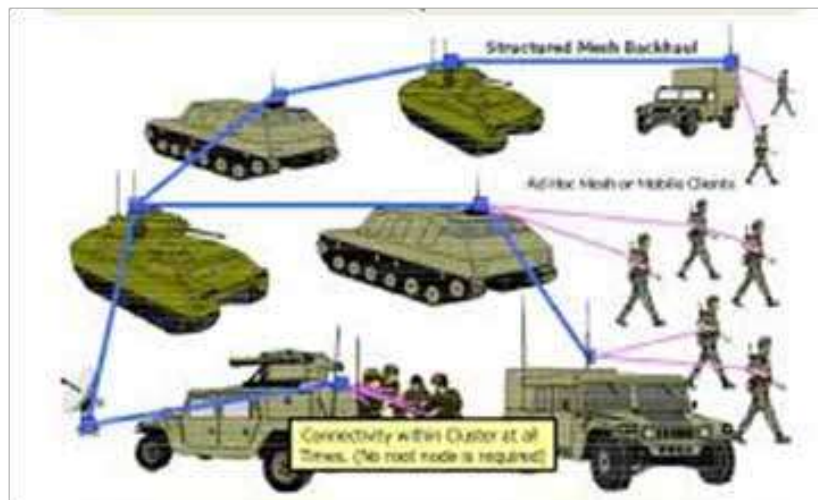 Structured Mesh Backhaul
Ad Hoc Mesh or Mobile Clients
Connectivity within Cluster at all
Times. (No root node is required)